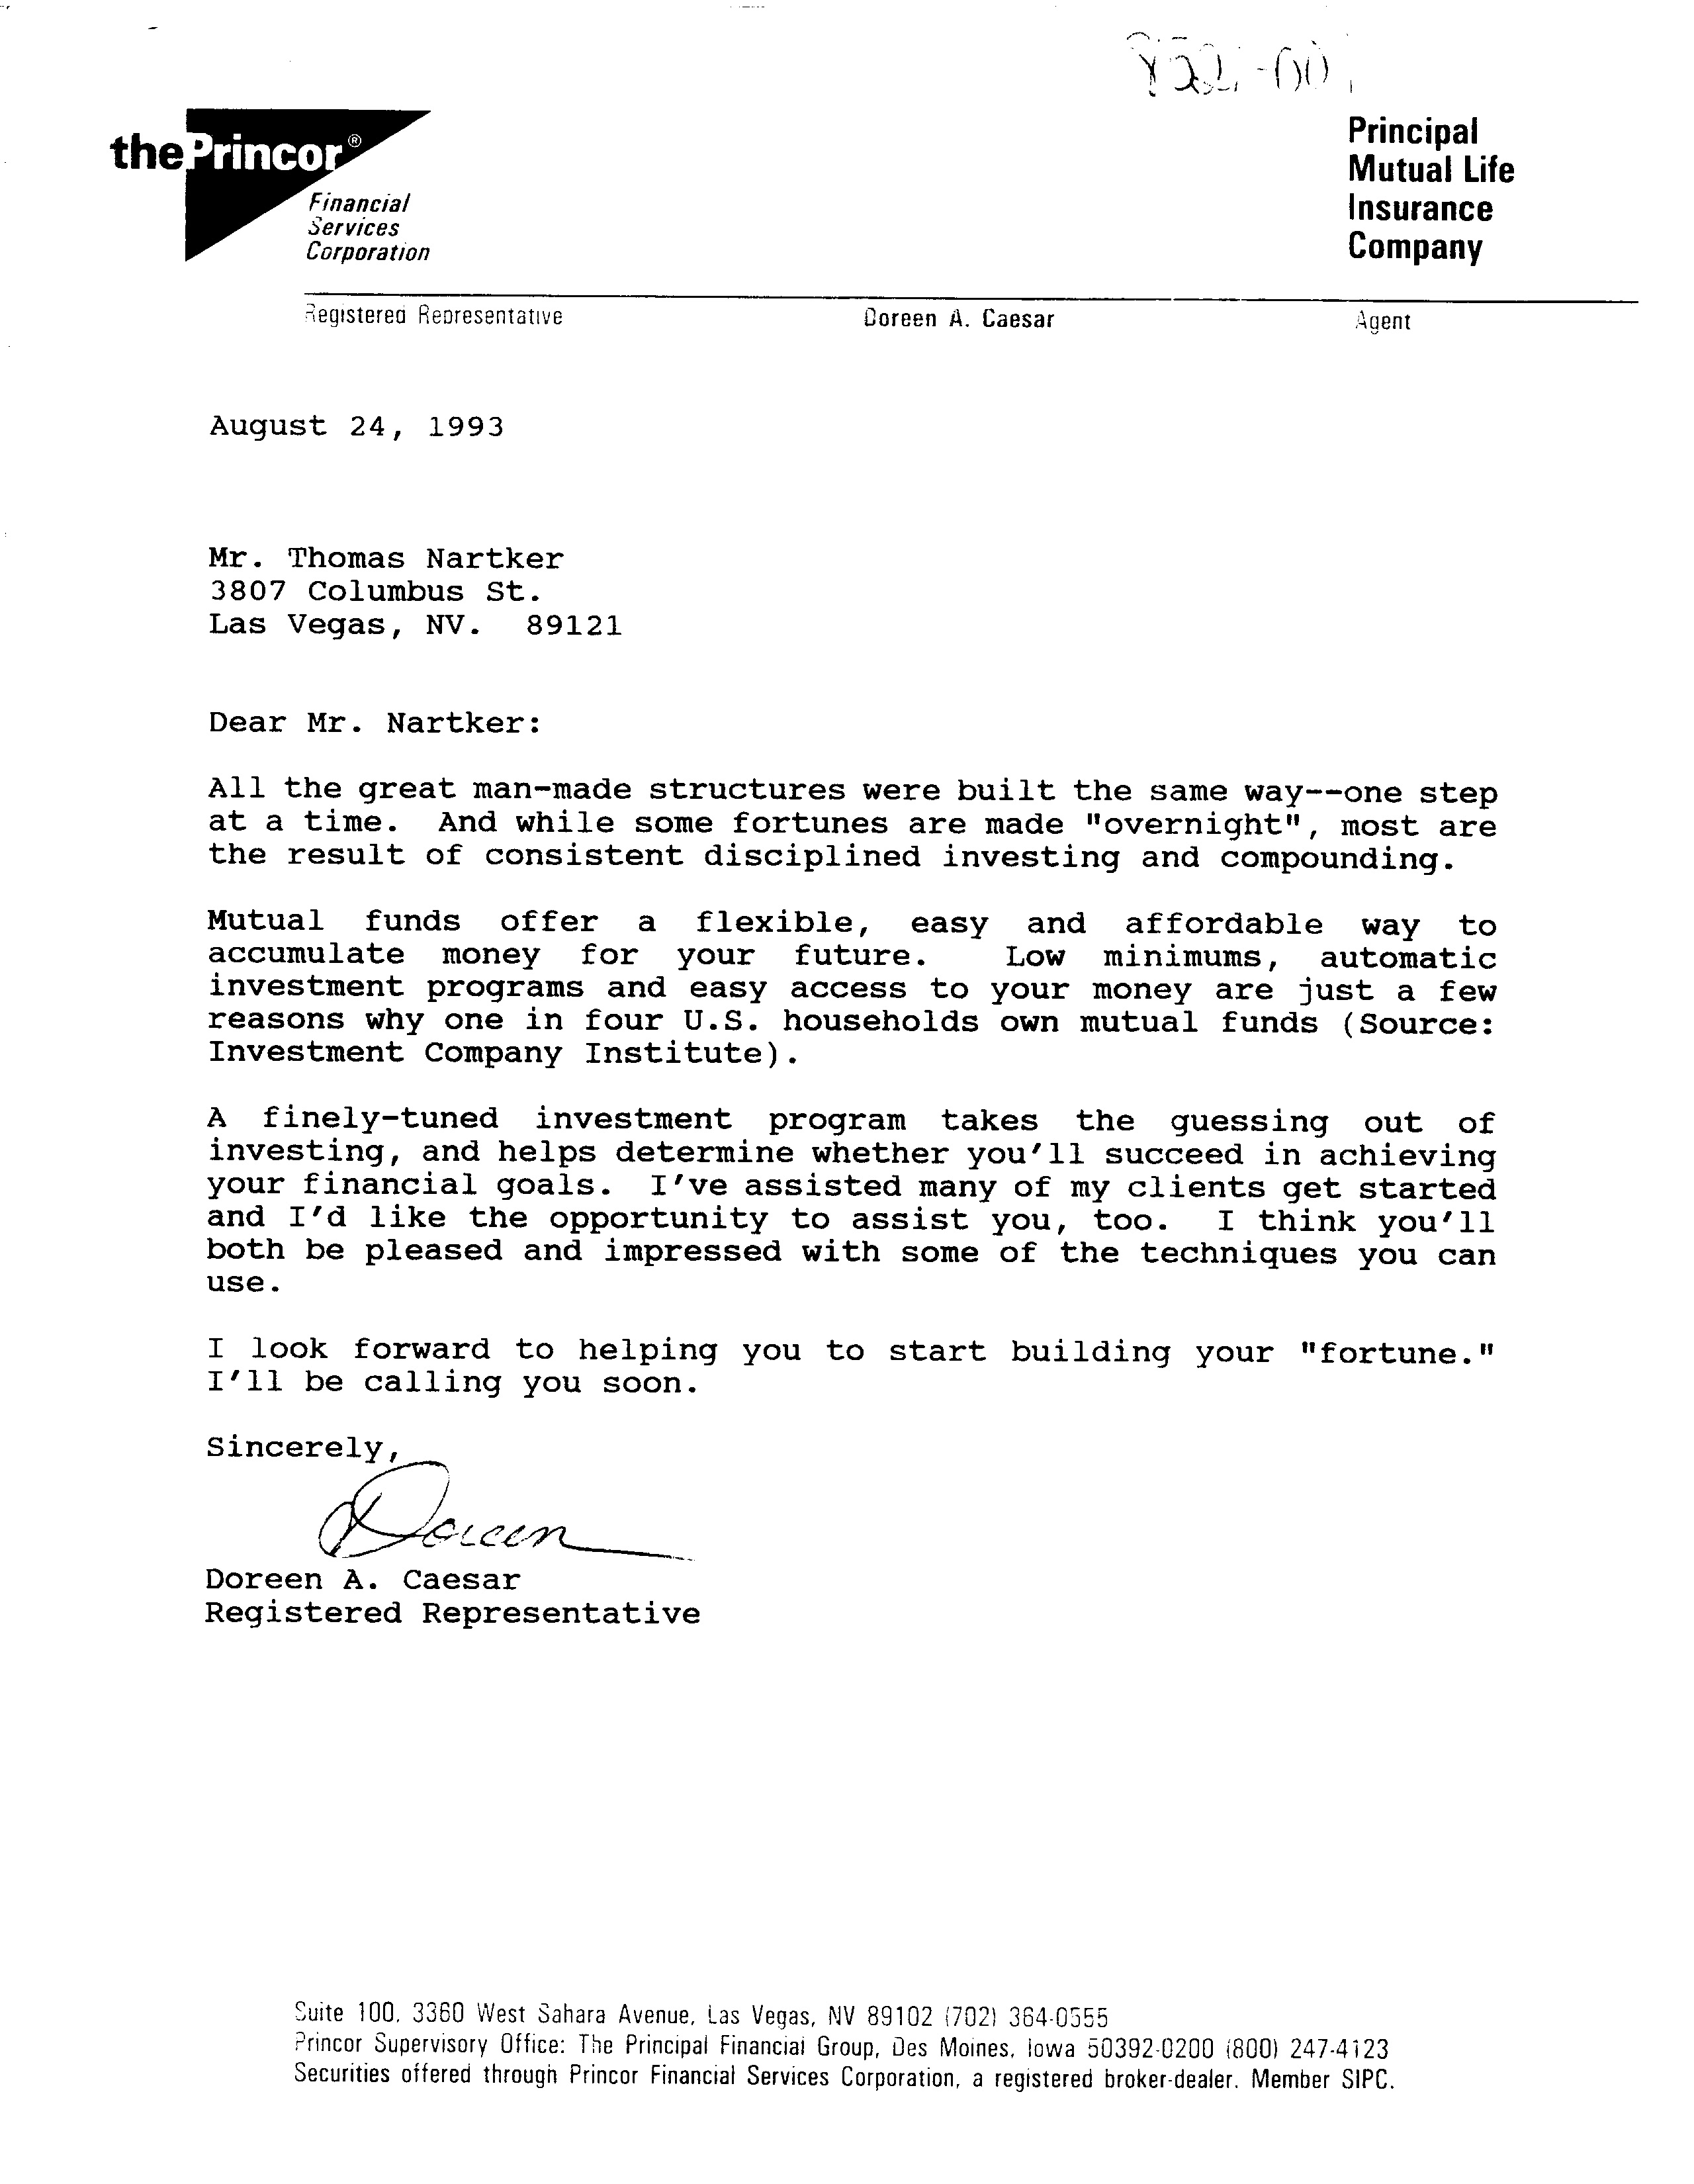 thePrincor®
Financial
Services
Corporation
Principal
Mutual Life
Insurance
Company
Registered Representative
Doreen A. Caesar
Agent
August 24, 1993
Mr. Thomas Nartker
3807 Columbus St.
Las Vegas, NV.  89121
Dear Mr. Nartker:
All the great man-made structures were built the same way--one step
at a time.  And while some fortunes are made "overnight", most are
the result of consistent disciplined investing and compounding.
Mutual funds offer a flexible, easy and affordable way to
accumulate money for your future.  Low minimums, automatic
investment programs and easy access to your money are just a few
reasons why one in four U.S. households own mutual funds (Source:
Investment Company Institute).
A finely-tuned investment program takes the guessing out of
investing, and helps determine whether you'll succeed in achieving
your financial goals.  I've assisted many of my clients get started
and I'd like the opportunity to assist you, too.  I think you'll
both be pleased and impressed with some of the techniques you can
use.
I look forward to helping you to start building your "fortune."
I'll be calling you soon.
Sincerely,
Doreen
Doreen A. Caesar
Registered Representative
Suite 100, 3360 West Sahara Avenue, Las Vegas, NV 89102 (702) 364-0555
Princor Supervisory Office: The Principal Financial Group, Des Moines, Iowa 50392-0200 (800) 247-4123
Securities offered through Princor Financial Services Corporation, a registered broker-dealer. Member SIPC.